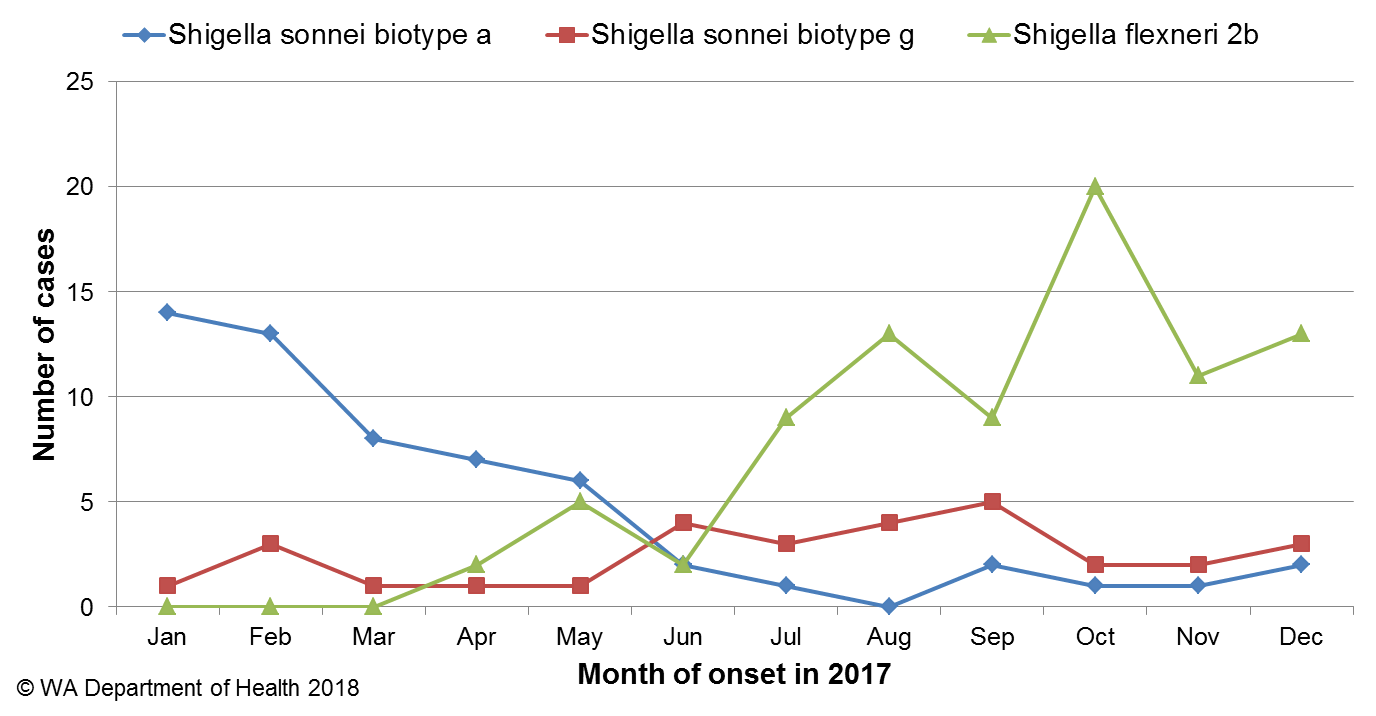 Shigella sonnei biotype a Shigella sonnei biotype g Shigella flexneri 2b
25
20
15
10
5
0
Number of cases
Jan Feb Mar Apr May Jun Jul Aug Sep Oct Nov Dec
Month of onset in 2017
© WA Department of Health 2018